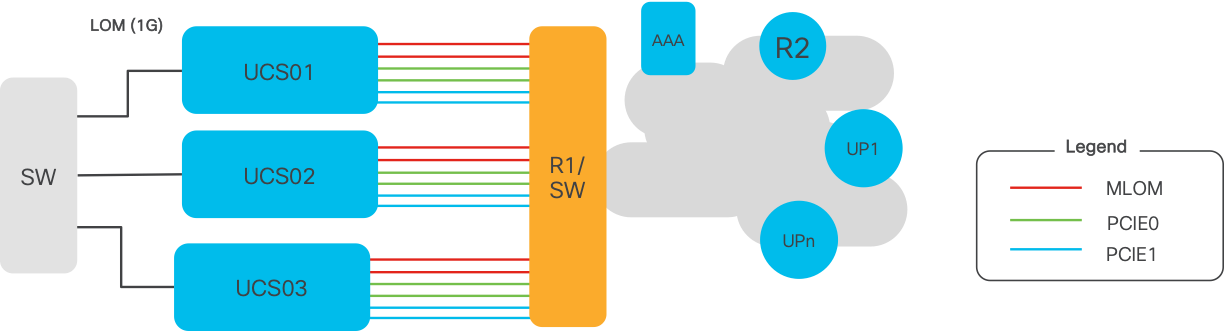 LOM (1G)
SW
UCS01
UCS02
UCS03
R1/
SW
AAA
R2
UP1
UPn
Legend
MLOM
PCIE0
PCIE1